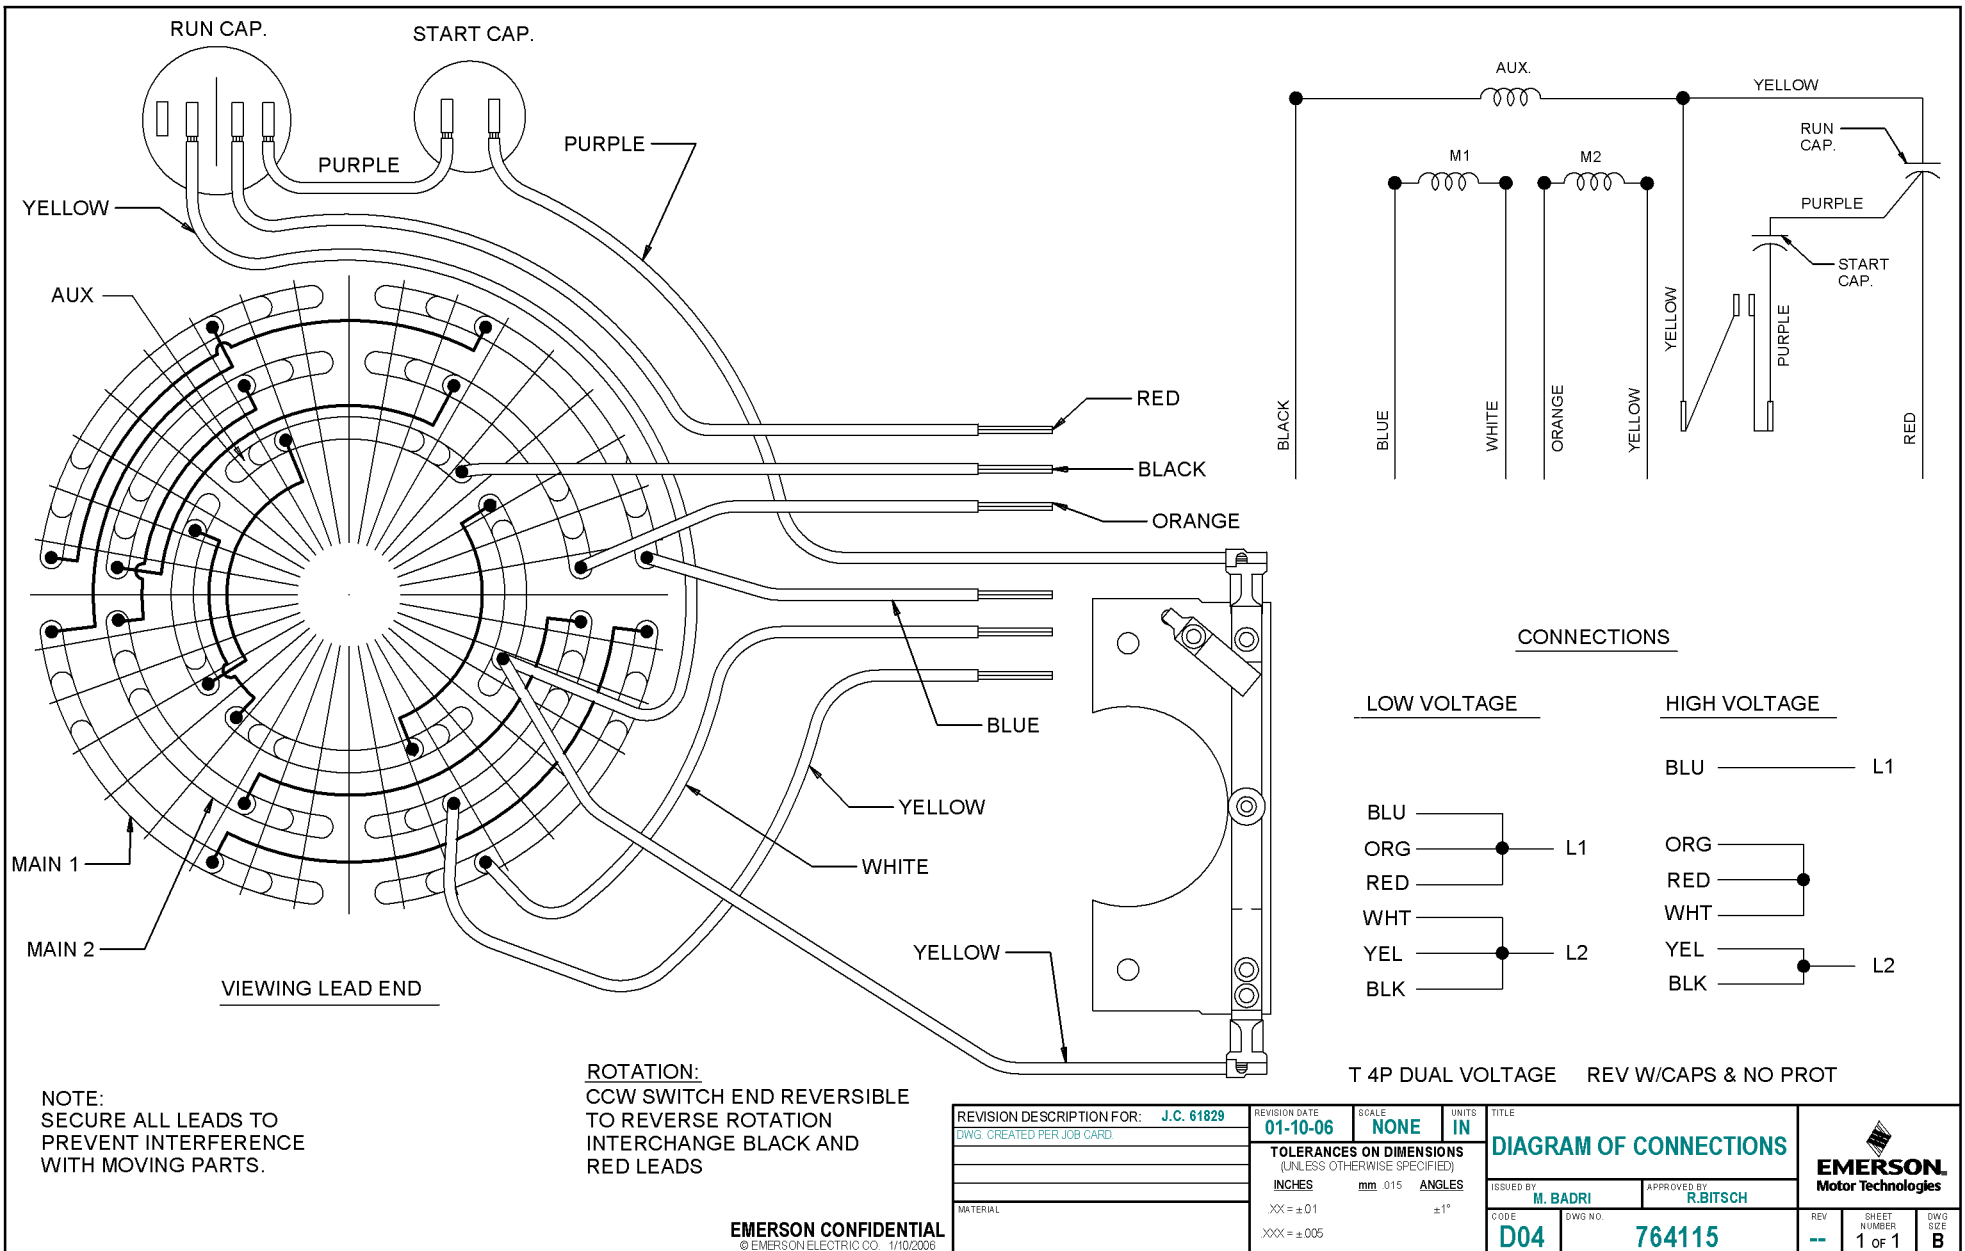 RUN CAP.
START CAP.
PURPLE
PURPLE
YELLOW
AUX
RED
BLACK
ORANGE
BLUE
YELLOW
WHITE
YELLOW
MAIN 1
MAIN 2
VIEWING LEAD END
AUX.
YELLOW
M1
M2
RUN
CAP.
PURPLE
START
CAP.
YELLOW
PURPLE
BLACK
BLUE
WHITE
ORANGE
YELLOW
RED
CONNECTIONS
LOW VOLTAGE
BLU
ORG
RED
L1
WHT
YEL
BLK
L2
HIGH VOLTAGE
BLU
L1
ORG
RED
WHT
YEL
BLK
L2
T 4P DUAL VOLTAGE REV W/CAPS & NO PROT
NOTE:
SECURE ALL LEADS TO
PREVENT INTERFERENCE
WITH MOVING PARTS.
ROTATION:
CCW SWITCH END REVERSIBLE
TO REVERSE ROTATION
INTERCHANGE BLACK AND
RED LEADS
EMERSON CONFIDENTIAL
© EMERSON ELECTRIC CO. 1/10/2006
REVISION DESCRIPTION FOR: J.C. 61829
DWG. CREATED PER JOB CARD.
MATERIAL
REVISION DATE
01-10-06
SCALE
NONE
UNITS
IN
TOLERANCES ON DIMENSIONS
(UNLESS OTHERWISE SPECIFIED)
INCHES mm .015 ANGLES
.XX = ±.01 ±1°
.XXX = ±.005
TITLE
DIAGRAM OF CONNECTIONS
ISSUED BY
M. BADRI
APPROVED BY
R.BITSCH
CODE
D04
DWG NO.
764115
EMERSON.
Motor Technologies
REV
--
SHEET
NUMBER
1 OF 1
DWG
SIZE
B